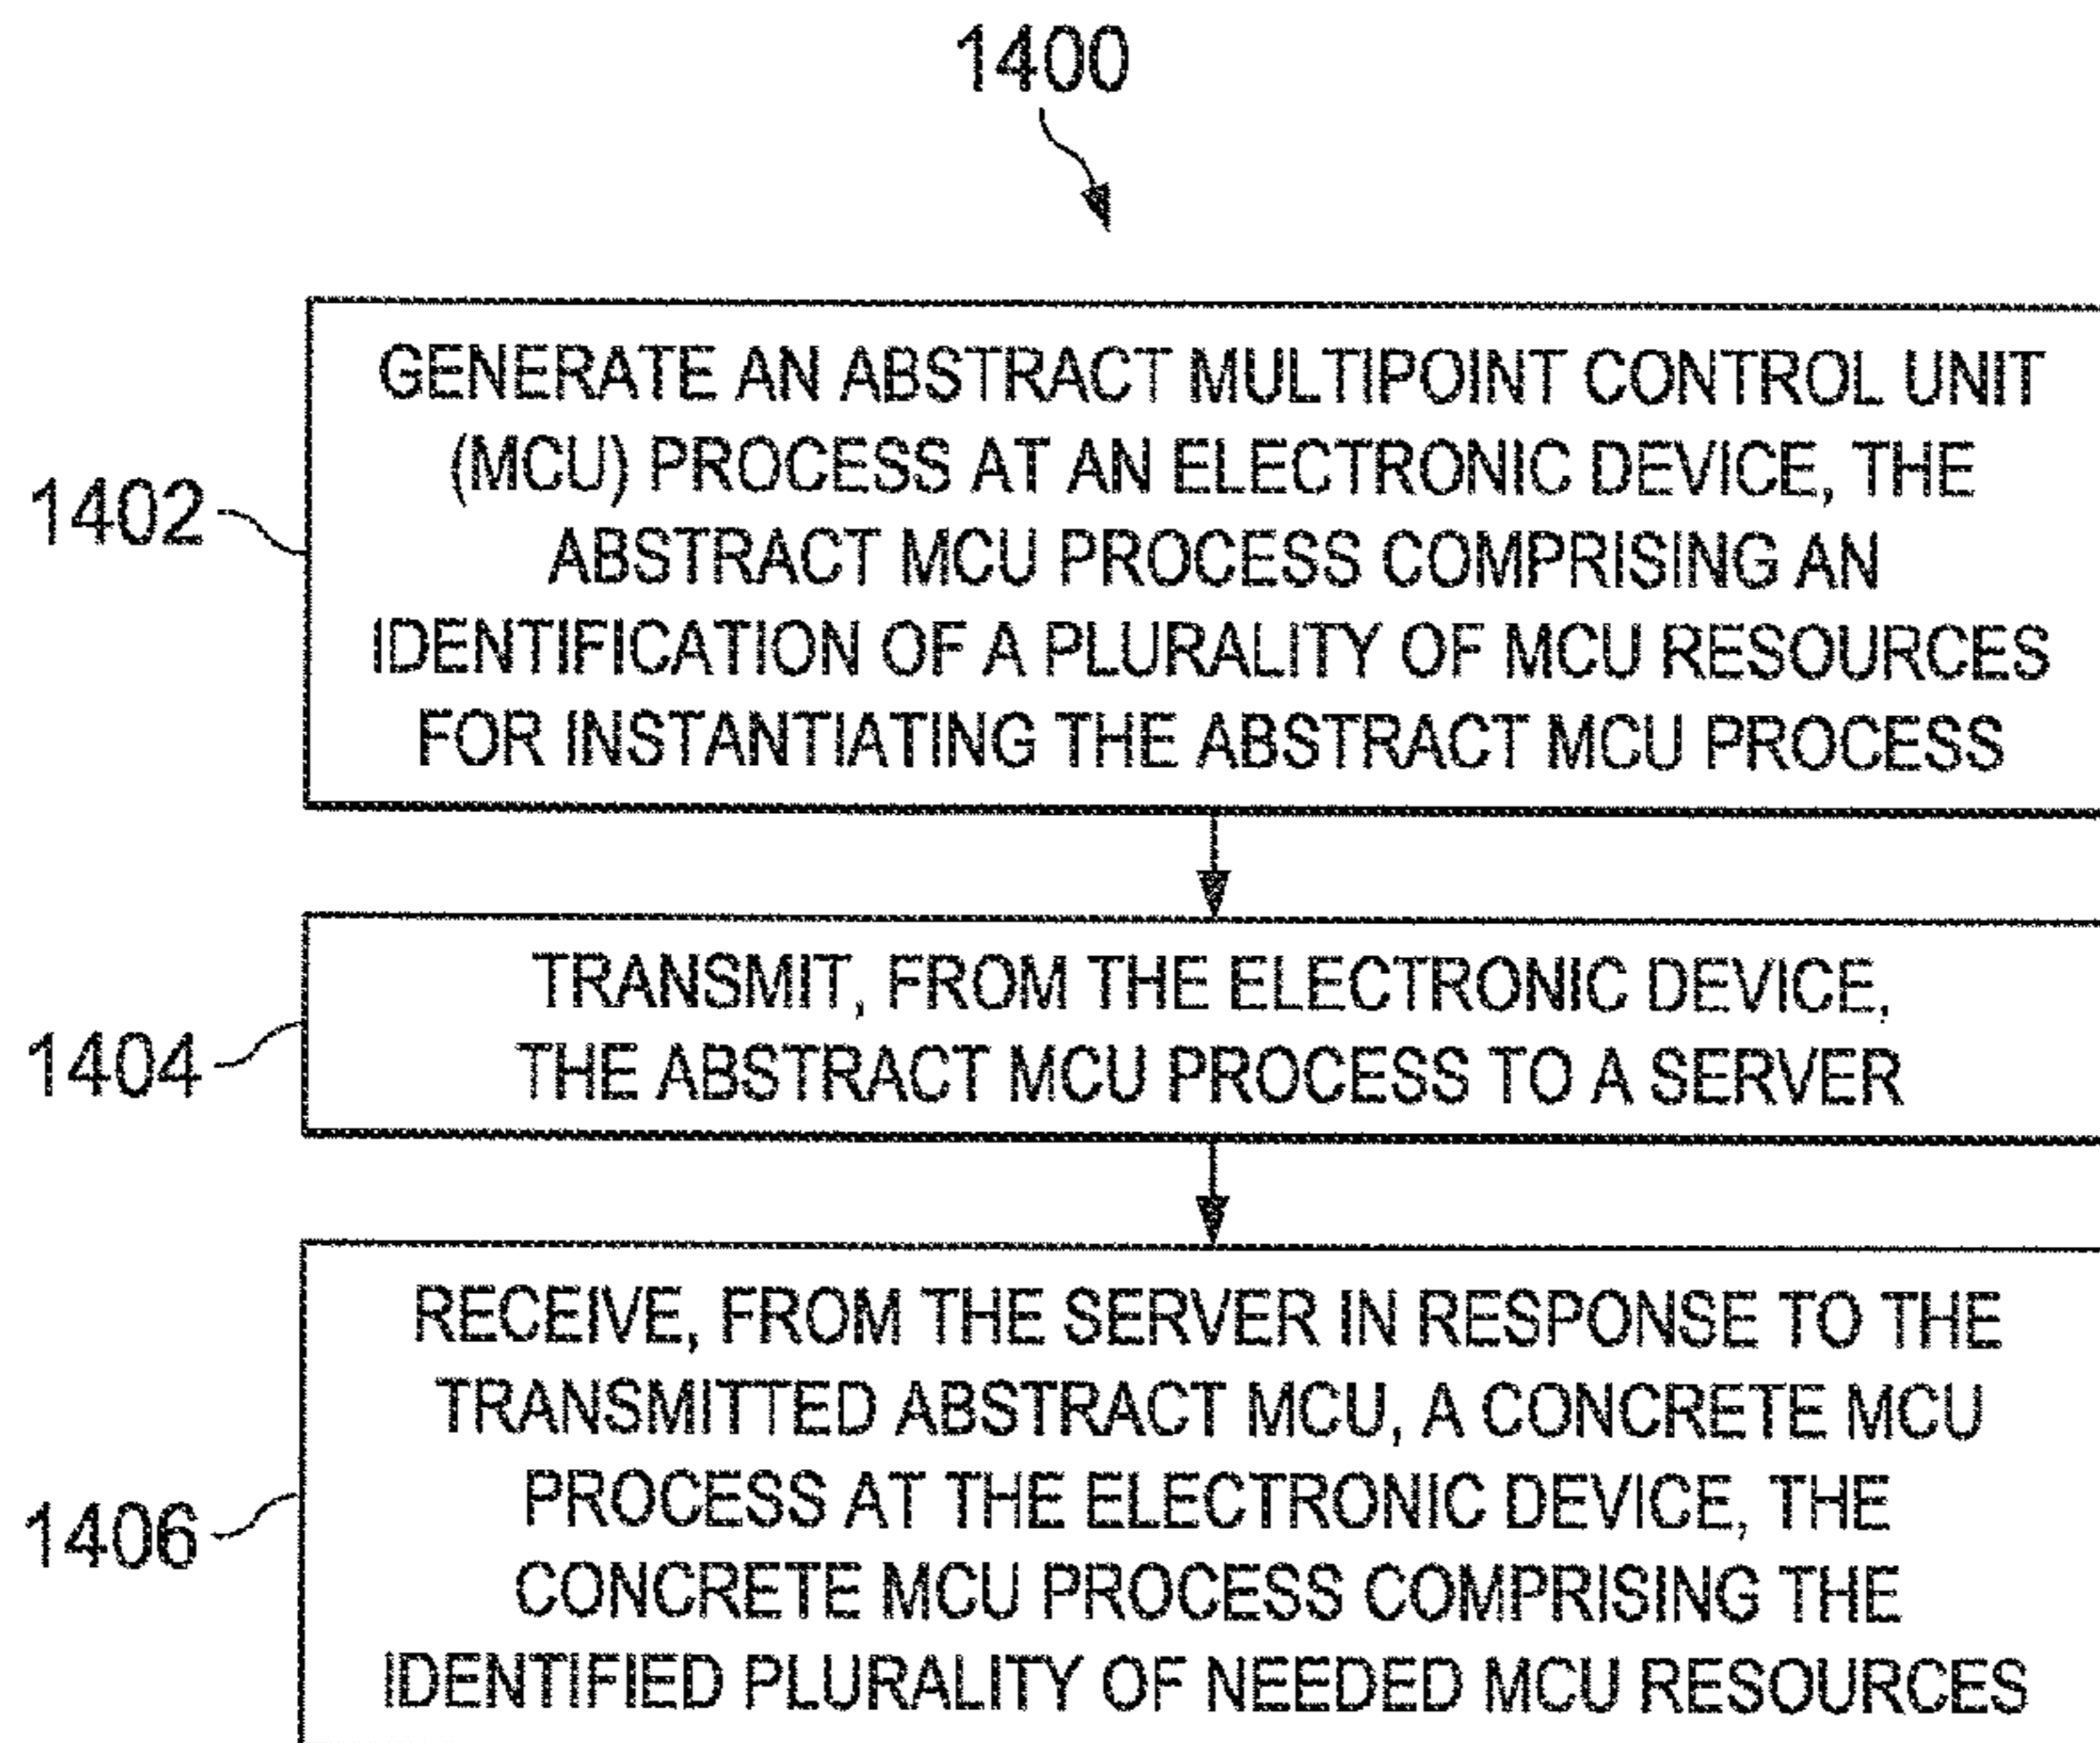 1400
GENERATE AN ABSTRACT MULTIPOINT CONTROL UNIT
(MCU) PROCESS AT AN ELECTRONIC DEVICE, THE
1402
ABSTRACT MCU PROCESS COMPRISING AN
IDENTIFICATION OF A PLURALITY OF MCU RESOURCES
FOR INSTANTIATING THE ABSTRACT MCU PROCESS
TRANSMIT, FROM THE ELECTRONIC DEVICE,
1404
THE ABSTRACT MCU PROCESS TO A SERVER
RECEIVE, FROM THE SERVER IN RESPONSE TO THE
TRANSMITTED ABSTRACT MCU, A CONCRETE MCU
PROCESS AT THE ELECTRONIC DEVICE, THE
1406
CONCRETE MCU PROCESS COMPRISING THE
IDENTIFIED PLURALITY OF NEEDED MCU RESOURCES